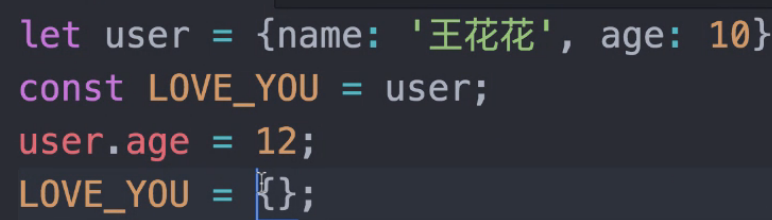 let user = {name: '王花花', age: 10}
const LOVE_YOU = user;
user.age = 12;
LOVE_YOU = {};